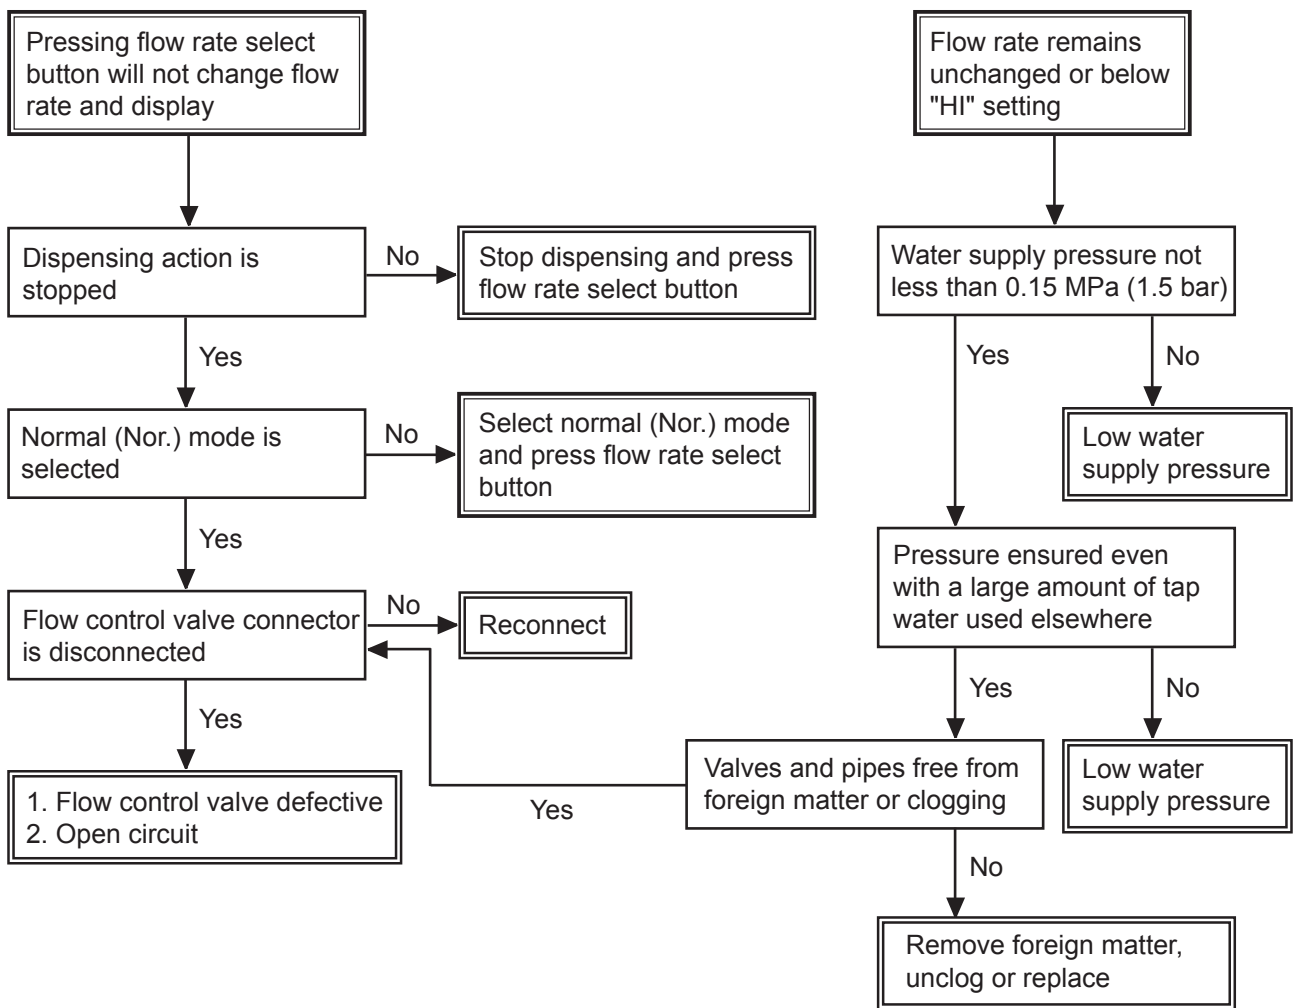 Pressing flow rate select
button will not change flow
rate and display
Dispensing action is
stopped
No
Stop dispensing and press
flow rate select button
Yes
Normal (Nor.) mode is
selected
No
Select normal (Nor.) mode
and press flow rate select
button
Yes
Flow control valve connector
is disconnected
No
Reconnect
Yes
1. Flow control valve defective
2. Open circuit
Flow rate remains
unchanged or below
"HI" setting
Water supply pressure not
less than 0.15 MPa (1.5 bar)
Yes
No
Low water
supply pressure
Pressure ensured even
with a large amount of tap
water used elsewhere
Yes
No
Low water
supply pressure
Valves and pipes free from
foreign matter or clogging
Yes
No
Remove foreign matter,
unclog or replace